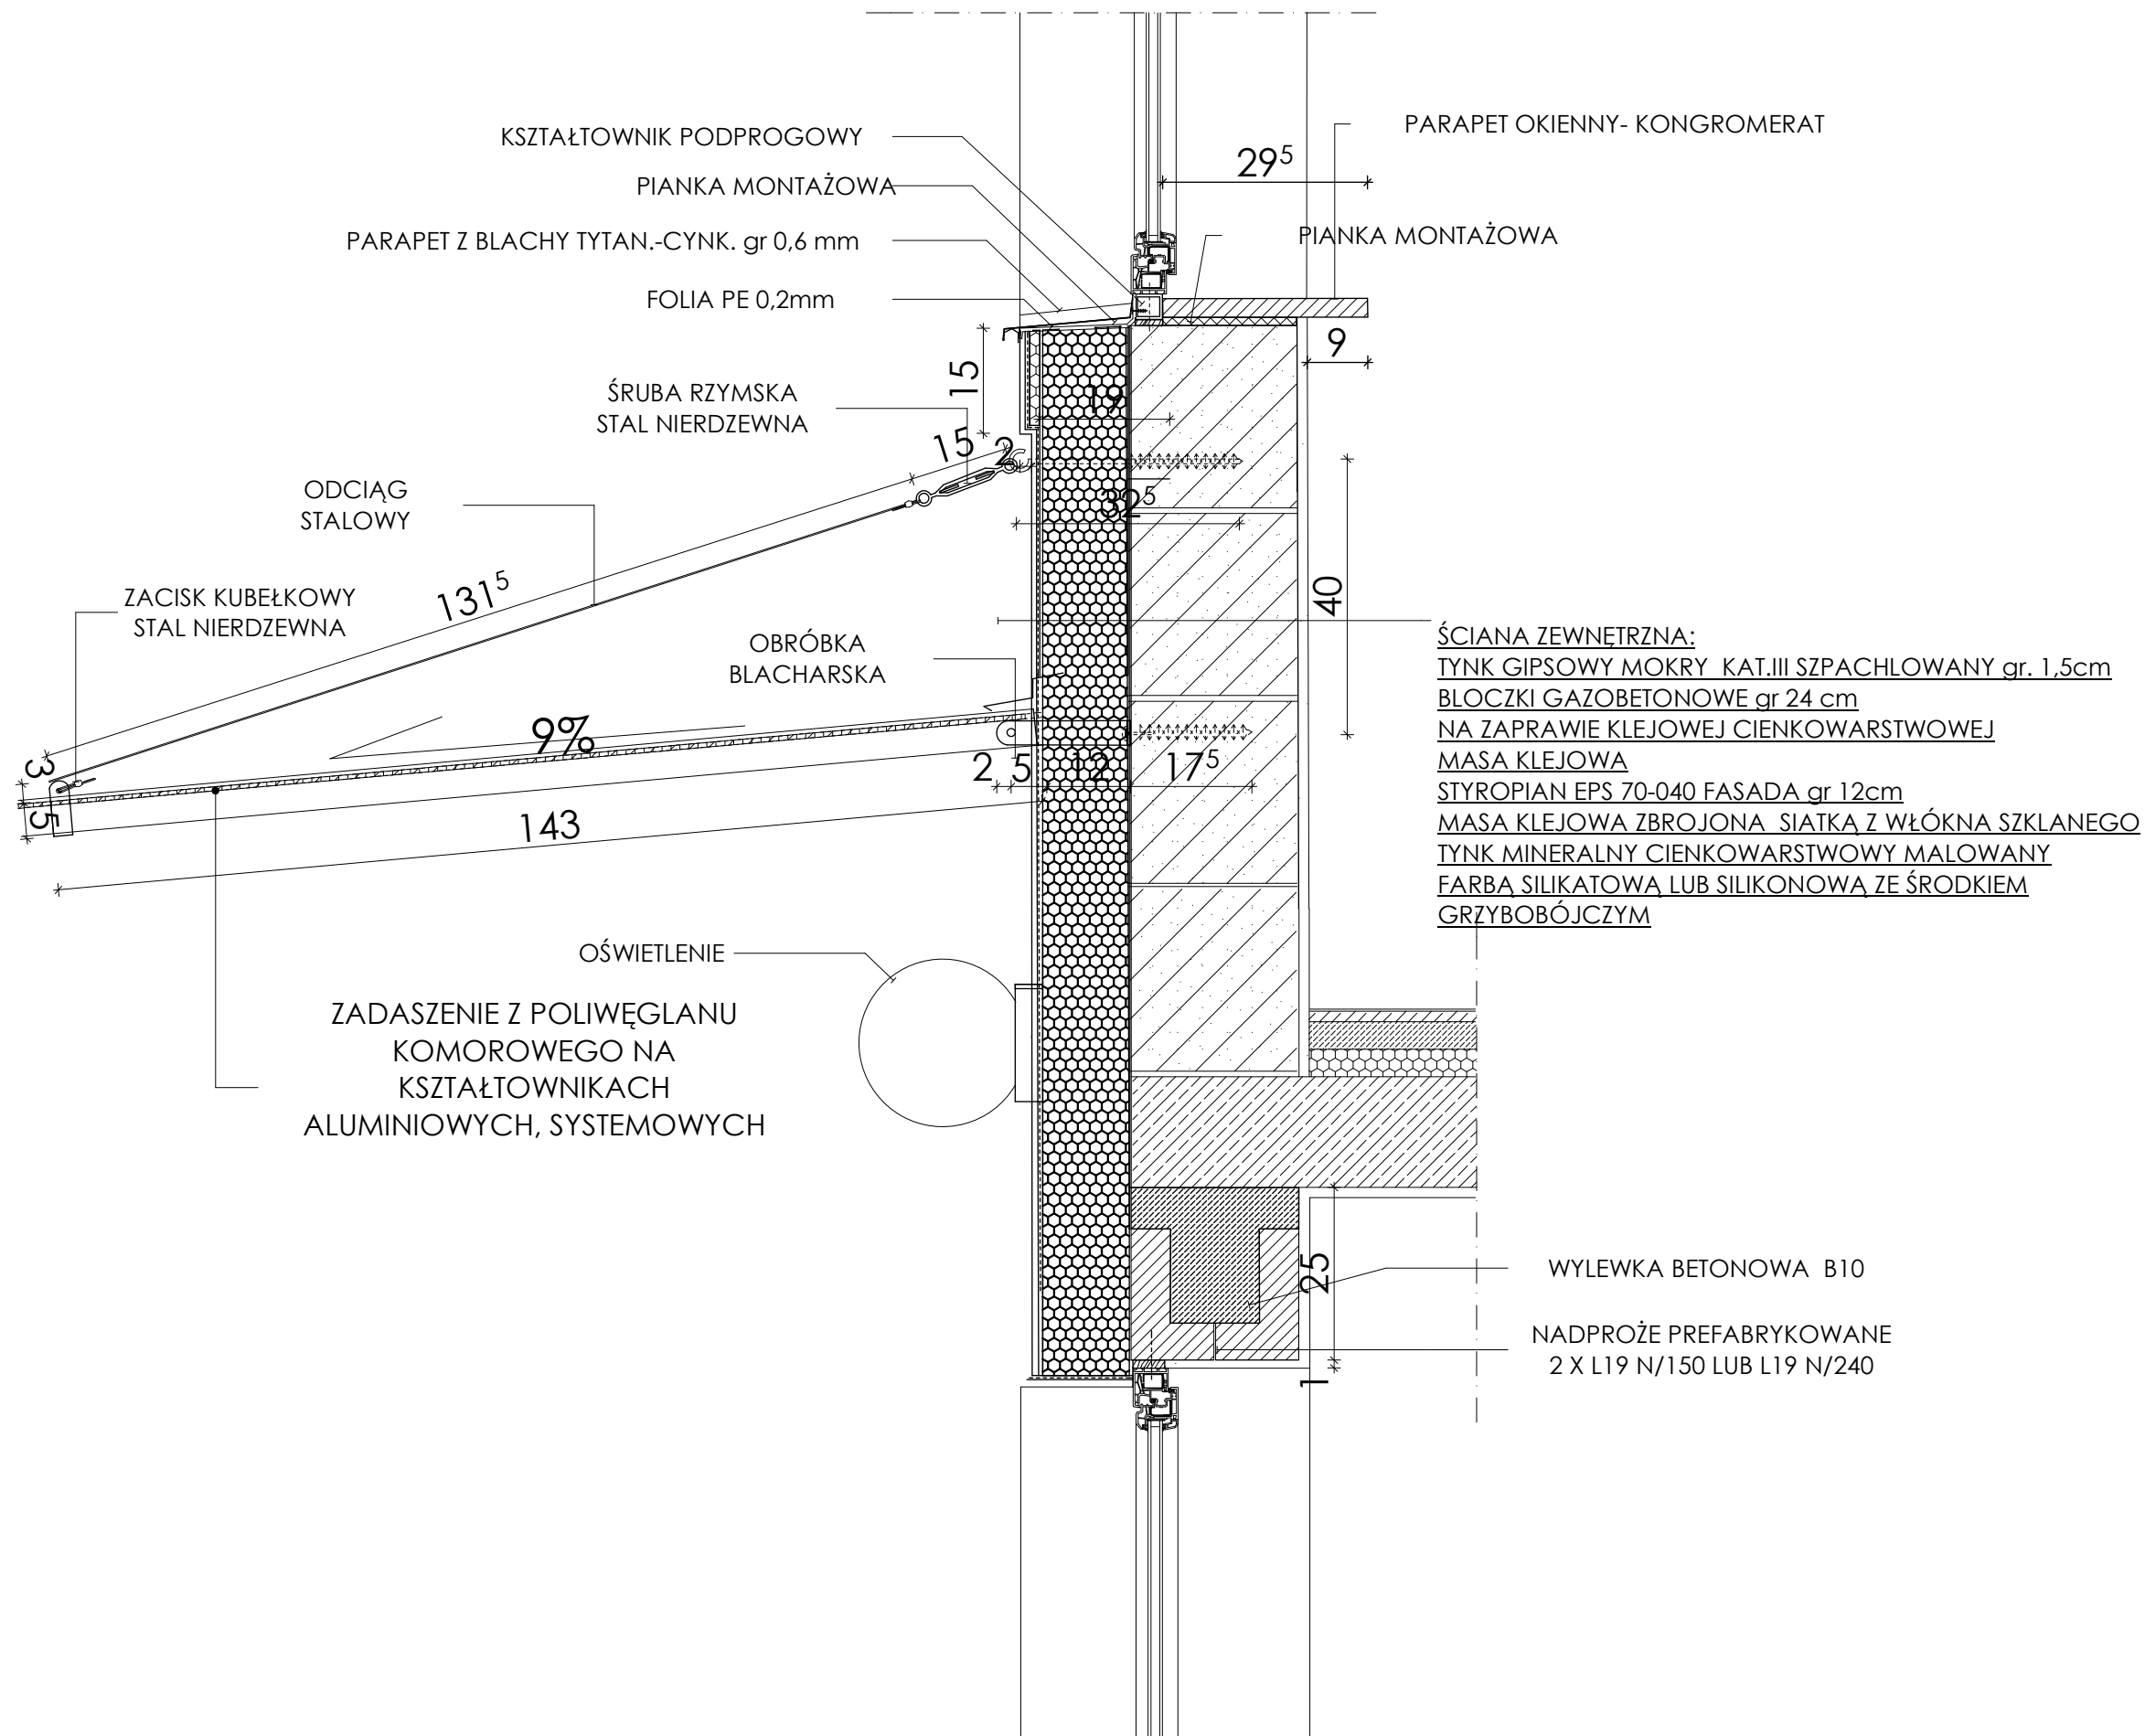 KSZTAŁTOWNIK PODPROGOWY
PIANKA MONTAŻOWA
PARAPET Z BLACHY TYTAN.-CYNK. gr 0,6 mm
FOLIA PE 0,2mm
PARAPET OKIENNY- KONGROMERAT
29⁵
PIANKA MONTAŻOWA
9
15
ŚRUBA RZYMSKA
STAL NIERDZEWNA
19
15 2
32⁵
ODCIĄG
STALOWY
131⁵
40
ZACISK KUBEŁKOWY
STAL NIERDZEWNA
OBRÓBKA
BLACHARSKA
9%
3
5
2 5 12 17⁵
143
ŚCIANA ZEWNĘTRZNA:
TYNK GIPSOWY MOKRY KAT.III SZPACHLOWANY gr. 1,5cm
BLOCZKI GAZOBETONOWE gr 24 cm
NA ZAPRAWIE KLEJOWEJ CIENKOWARSTWOWEJ
MASA KLEJOWA
STYROPIAN EPS 70-040 FASADA gr 12cm
MASA KLEJOWA ZBROJONA SIATKĄ Z WŁÓKNA SZKLANEGO
TYNK MINERALNY CIENKOWARSTWOWY MALOWANY
FARBĄ SILIKATOWĄ LUB SILIKONOWĄ ZE ŚRODKIEM
GRZYBOBÓJCZYM
OŚWIETLENIE
ZADASZENIE Z POLIWĘGLANU
KOMOROWEGO NA
KSZTAŁTOWNIKACH
ALUMINIOWYCH, SYSTEMOWYCH
25
1
WYLEWKA BETONOWA B10
NADPROŻE PREFABRYKOWANE
2 X L19 N/150 LUB L19 N/240